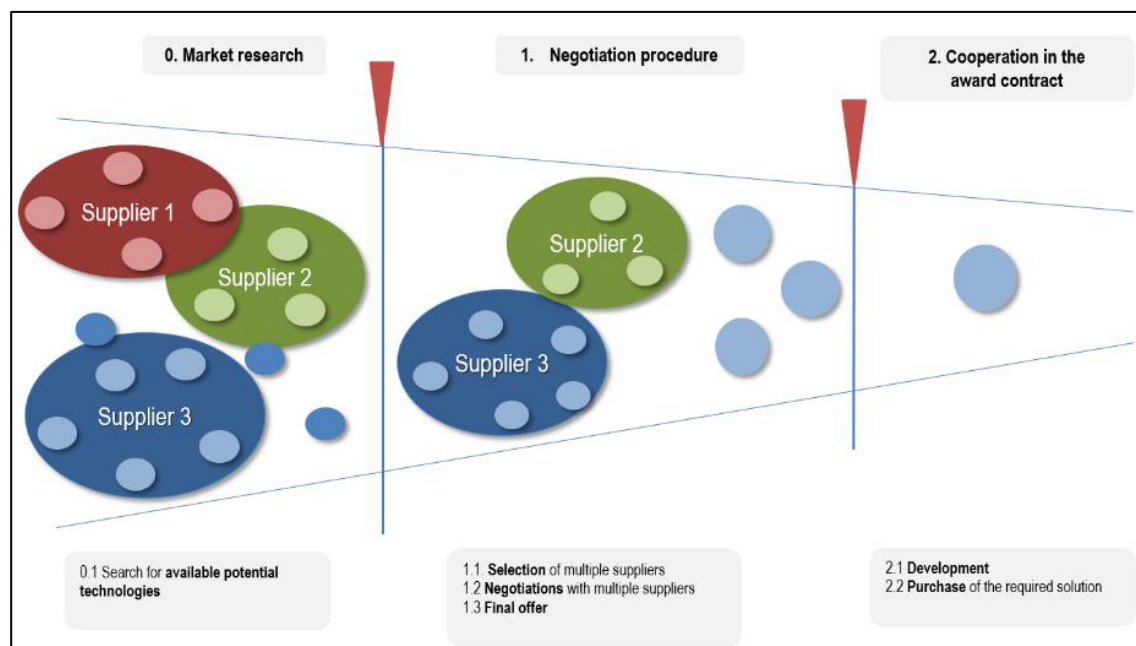 0. Market research
1. Negotiation procedure
2. Cooperation in the
award contract
Supplier 1
Supplier 2
Supplier 3
Supplier 2
Supplier 3
0.1 Search for available potential
technologies
1.1. Selection of multiple suppliers
1.2 Negotiations with multiple suppliers
1.3 Final offer
2.1 Development
2.2 Purchase of the required solution